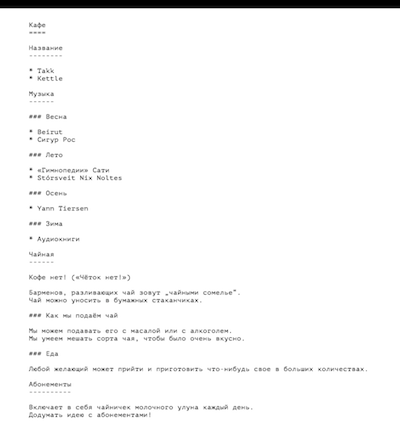 Кафе
====
Название
--------
* Takk
* Kettle
Музыка
------
### Весна
* Beirut
* Сигур Рос
### Лето
* «Гимнопедии» Сати
* Stórsveit Nix Noltes
### Осень
* Yann Tiersen
### Зима
* Аудиокниги
Чайная
------
Кофе нет! («Чёток нет!»)
Барменов, разливающих чай зовут „чайными сомелье“.
Чай можно уносить в бумажных стаканчиках.
### Как мы подаём чай
Мы можем подавать его с масалой или с алкоголем.
Мы умеем мешать сорта чая, чтобы было очень вкусно.
### Еда
Любой желающий может прийти и приготовить что-нибудь свое в больших количествах.
Абонементы
----------
Включает в себя чайничек молочного улуна каждый день.
Додумать идею с абонементами!